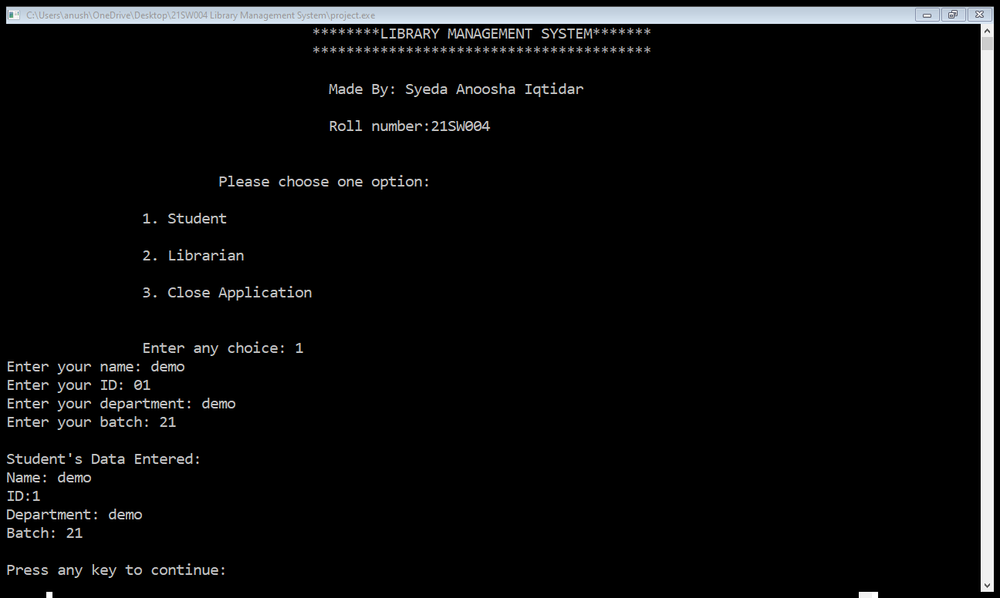 C:\Users\anush\OneDrive\Desktop\21SW004 Library Management System\project.exe
********LIBRARY MANAGEMENT SYSTEM*******
****************************************
Made By: Syeda Anoosha Iqtidar
Roll number:21SW004
Please choose one option:
1. Student
2. Librarian
3. Close Application
Enter any choice: 1
Enter your name: demo
Enter your ID: 01
Enter your department: demo
Enter your batch: 21
Student's Data Entered:
Name: demo
ID:1
Department: demo
Batch: 21
Press any key to continue: